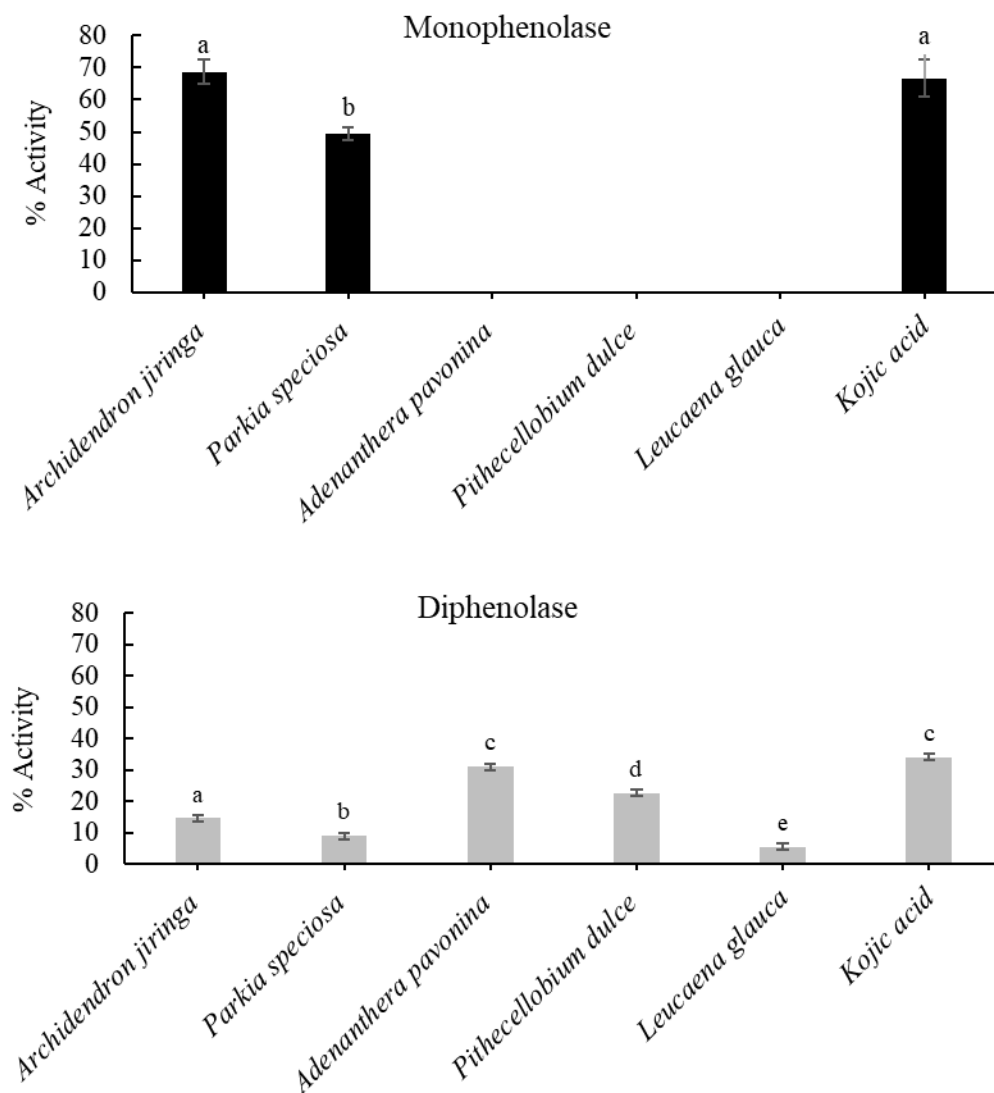 Monophenolase
% Activity
80
70
60
50
40
30
20
10
0
a
b
a
Archidendron jiringa
Parkia speciosa
Adenanthera pavonina
Pithecellobium dulce
Leucaena glauca
Kojic acid
Diphenolase
% Activity
80
70
60
50
40
30
20
10
0
a
b
c
d
e
c
Archidendron jiringa
Parkia speciosa
Adenanthera pavonina
Pithecellobium dulce
Leucaena glauca
Kojic acid